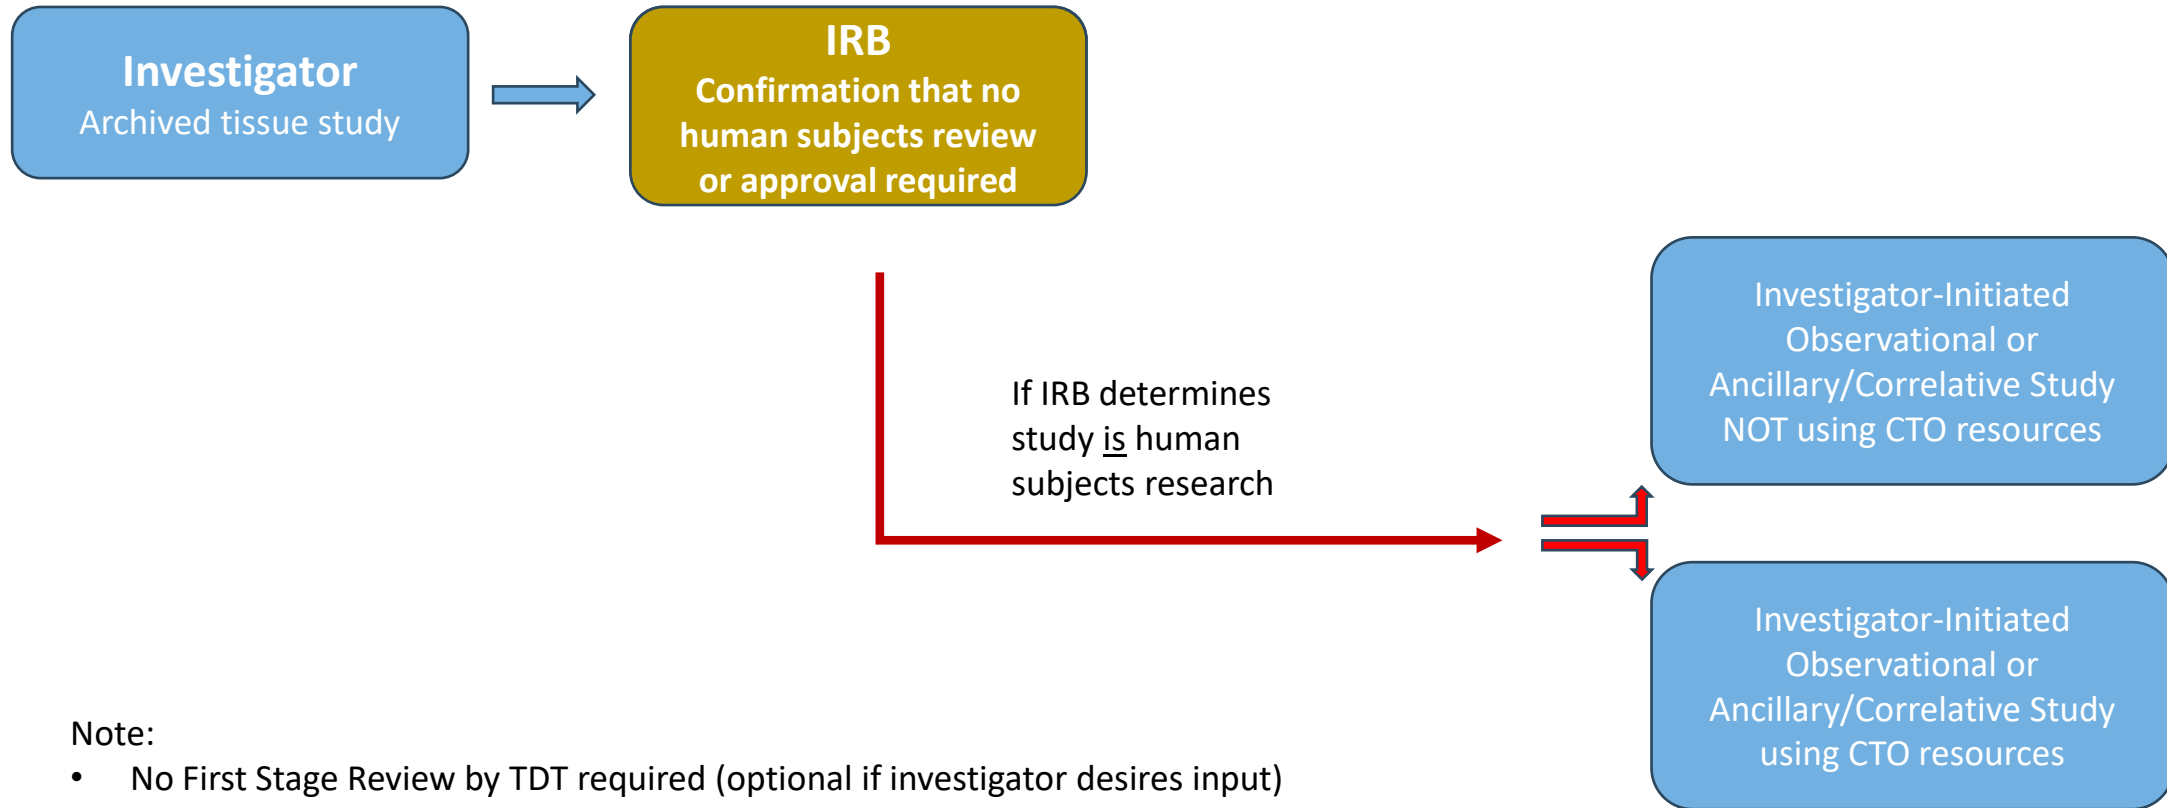 Investigator
Archived tissue study
IRB
Confirmation that no
human subjects review
or approval required
If IRB determines
study is human
subjects research
Investigator-Initiated
Observational or
Ancillary/Correlative Study
NOT using CTO resources
Investigator-Initiated
Observational or
Ancillary/Correlative Study
using CTO resources
Note:
• No First Stage Review by TDT required (optional if investigator desires input)